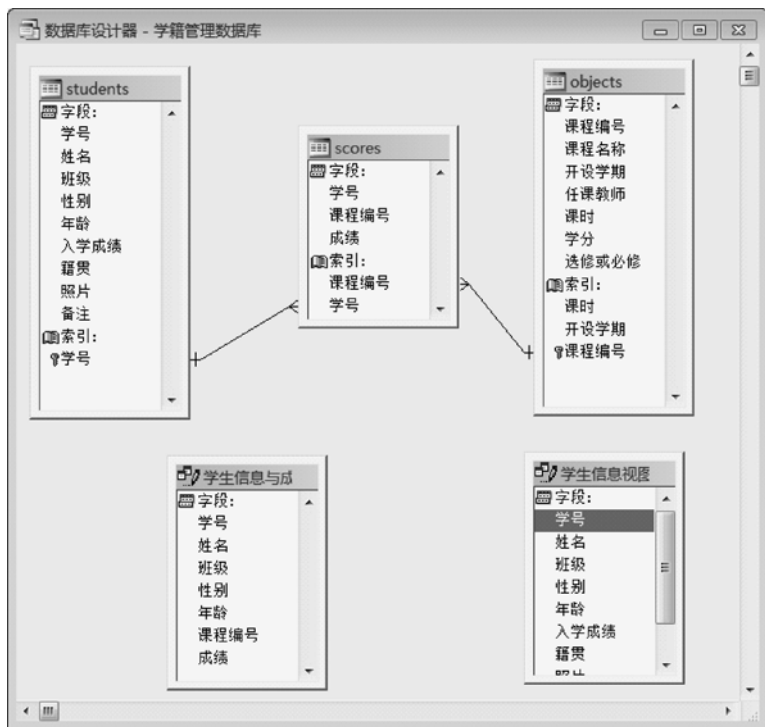 数据库设计器 - 学籍管理数据库
students
字段:
学号
姓名
班级
性别
年龄
入学成绩
籍贯
照片
备注
索引:
学号
scores
字段:
学号
课程编号
成绩
索引:
课程编号
学号
objects
字段:
课程编号
课程名称
开设学期
任课教师
课时
学分
选修或必修
索引:
课时
开设学期
课程编号
学生信息与成
字段:
学号
姓名
班级
性别
年龄
课程编号
成绩
学生信息视图
字段:
学号
姓名
班级
性别
年龄
入学成绩
籍贯
照片